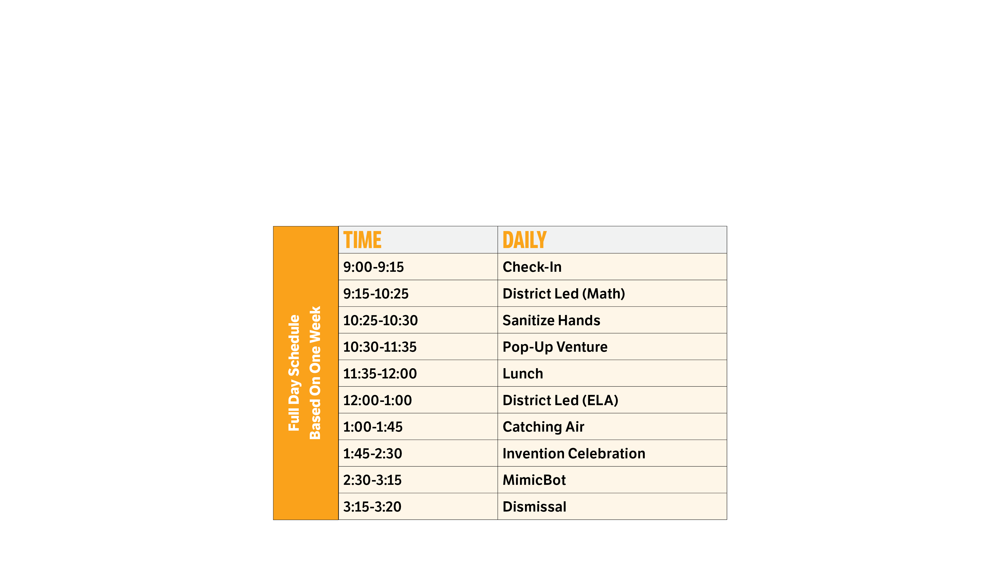 Full Day Schedule
Based On One Week
TIME DAILY
9:00-9:15 Check-In
9:15-10:25 District Led (Math)
10:25-10:30 Sanitize Hands
10:30-11:35 Pop-Up Venture
11:35-12:00 Lunch
12:00-1:00 District Led (ELA)
1:00-1:45 Catching Air
1:45-2:30 Invention Celebration
2:30-3:15 MimicBot
3:15-3:20 Dismissal